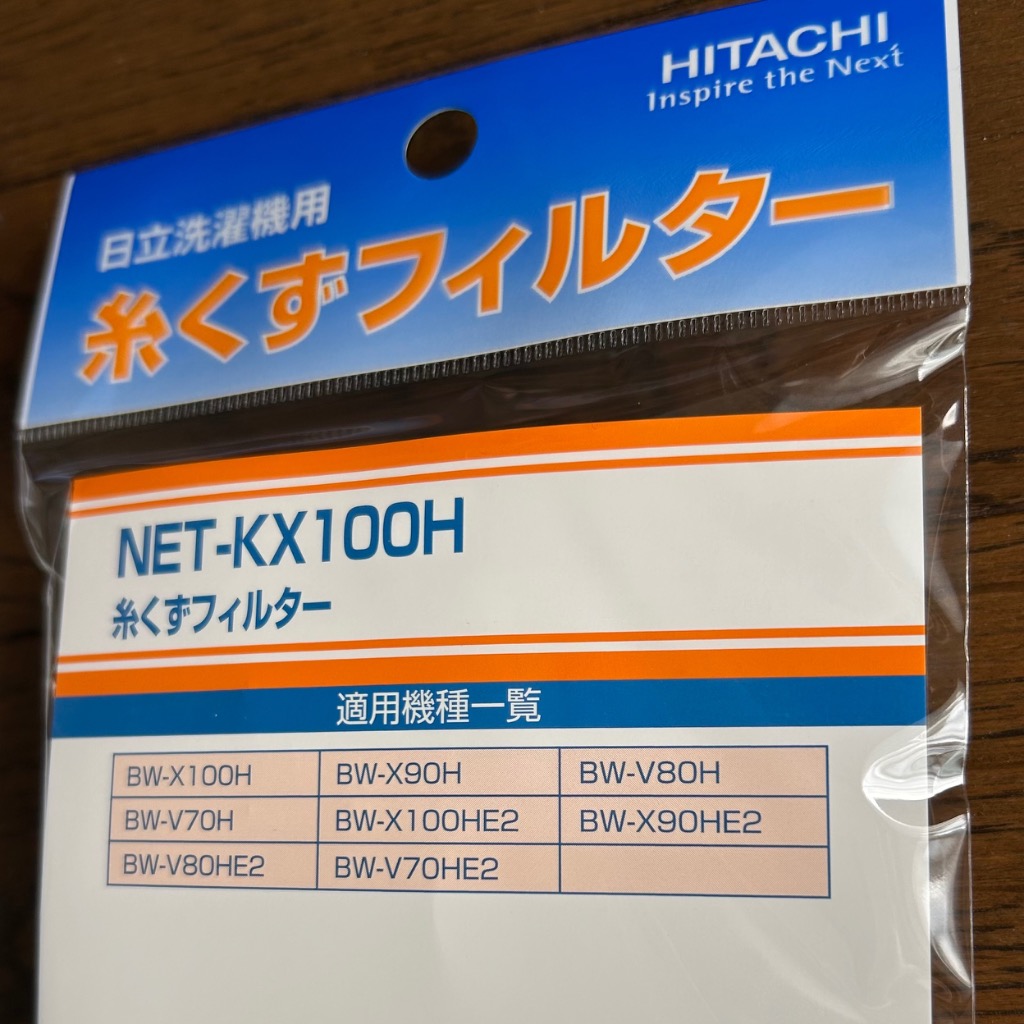 HITACHI
Inspire the Next
日立洗濯機用
糸くずフィルター
NET-KX100H
糸くずフィルター
適用機種一覧
BW-X100H BW-X90H BW-V80H
BW-V70H BW-X100HE2 BW-X90HE2
BW-V80HE2 BW-V70HE2